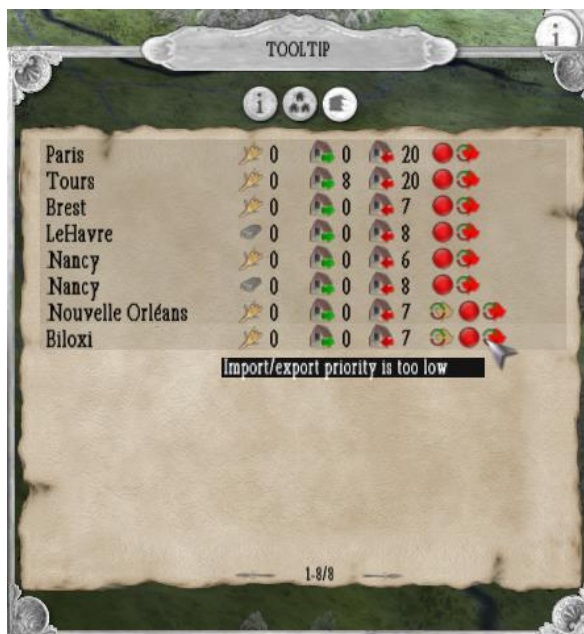 i
TOOLTIP
i
Paris 0 0 20
Tours 0 8 20
Brest 0 0 7
LeHavre 0 0 8
Nancy 0 0 6
Nancy 0 0 8
Nouvelle Orléans 0 0 7
Biloxi 0 0 7
Import/export priority is too low
1-8/8